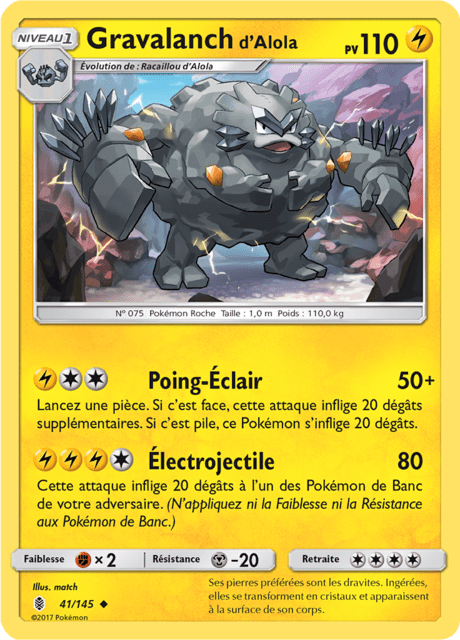 NIVEAU 1
Gravalanch d'Alola
PV 110
Évolution de : Racaillou d'Alola
N° 075 Pokémon Roche Taille : 1,0 m Poids : 110,0 kg
Poing-Éclair 50+
Lancez une pièce. Si c'est face, cette attaque inflige 20 dégâts
supplémentaires. Si c'est pile, ce Pokémon s'inflige 20 dégâts.
Électrojectile 80
Cette attaque inflige 20 dégâts à l'un des Pokémon de Banc
de votre adversaire. (N'appliquez ni la Faiblesse ni la Résistance
aux Pokémon de Banc.)
Faiblesse × 2 Résistance -20 Retraite
Illus. match
41/145
©2017 Pokémon
Ses pierres préférées sont les dravites. Ingérées,
elles se transforment en cristaux et apparaissent
à la surface de son corps.